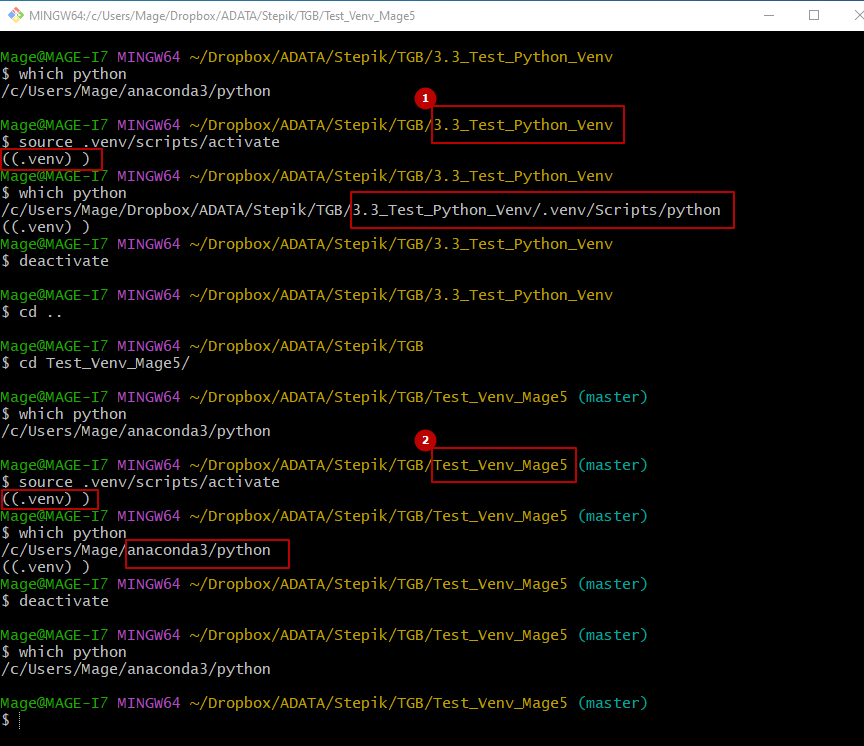 MINGW64:/c/Users/Mage/Dropbox/ADATA/Stepik/TGB/Test_Venv_Mage5
Mage@MAGE-I7 MINGW64 ~/Dropbox/ADATA/Stepik/TGB/3.3_Test_Python_Venv
$ which python
/c/Users/Mage/anaconda3/python
1
Mage@MAGE-I7 MINGW64 ~/Dropbox/ADATA/Stepik/TGB/3.3_Test_Python_Venv
$ source .venv/scripts/activate
((.venv) )
Mage@MAGE-I7 MINGW64 ~/Dropbox/ADATA/Stepik/TGB/3.3_Test_Python_Venv
$ which python
/c/Users/Mage/Dropbox/ADATA/Stepik/TGB/3.3_Test_Python_Venv/.venv/Scripts/python
((.venv) )
Mage@MAGE-I7 MINGW64 ~/Dropbox/ADATA/Stepik/TGB/3.3_Test_Python_Venv
$ deactivate
Mage@MAGE-I7 MINGW64 ~/Dropbox/ADATA/Stepik/TGB/3.3_Test_Python_Venv
$ cd ..
Mage@MAGE-I7 MINGW64 ~/Dropbox/ADATA/Stepik/TGB
$ cd Test_Venv_Mage5/
Mage@MAGE-I7 MINGW64 ~/Dropbox/ADATA/Stepik/TGB/Test_Venv_Mage5 (master)
$ which python
/c/Users/Mage/anaconda3/python
2
Mage@MAGE-I7 MINGW64 ~/Dropbox/ADATA/Stepik/TGB/Test_Venv_Mage5 (master)
$ source .venv/scripts/activate
((.venv) )
Mage@MAGE-I7 MINGW64 ~/Dropbox/ADATA/Stepik/TGB/Test_Venv_Mage5 (master)
$ which python
/c/Users/Mage/anaconda3/python
((.venv) )
Mage@MAGE-I7 MINGW64 ~/Dropbox/ADATA/Stepik/TGB/Test_Venv_Mage5 (master)
$ deactivate
Mage@MAGE-I7 MINGW64 ~/Dropbox/ADATA/Stepik/TGB/Test_Venv_Mage5 (master)
$ which python
/c/Users/Mage/anaconda3/python
Mage@MAGE-I7 MINGW64 ~/Dropbox/ADATA/Stepik/TGB/Test_Venv_Mage5 (master)
$